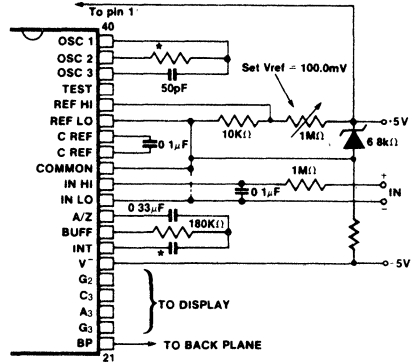 To pin 1
40
OSC 1
OSC 2
*
OSC 3
50pF
Set Vref = 100.0mV
TEST
REF HI
REF LO
10KΩ
1MΩ
+5V
C REF
0 1μF
6 8kΩ
C REF
COMMON
1MΩ
+
IN HI
0 1μF
IN
IN LO
−
A/Z
0 33μF
BUFF
180KΩ
INT
*
V⁻
-5V
G2
C3
TO DISPLAY
A3
G3
BP
TO BACK PLANE
21